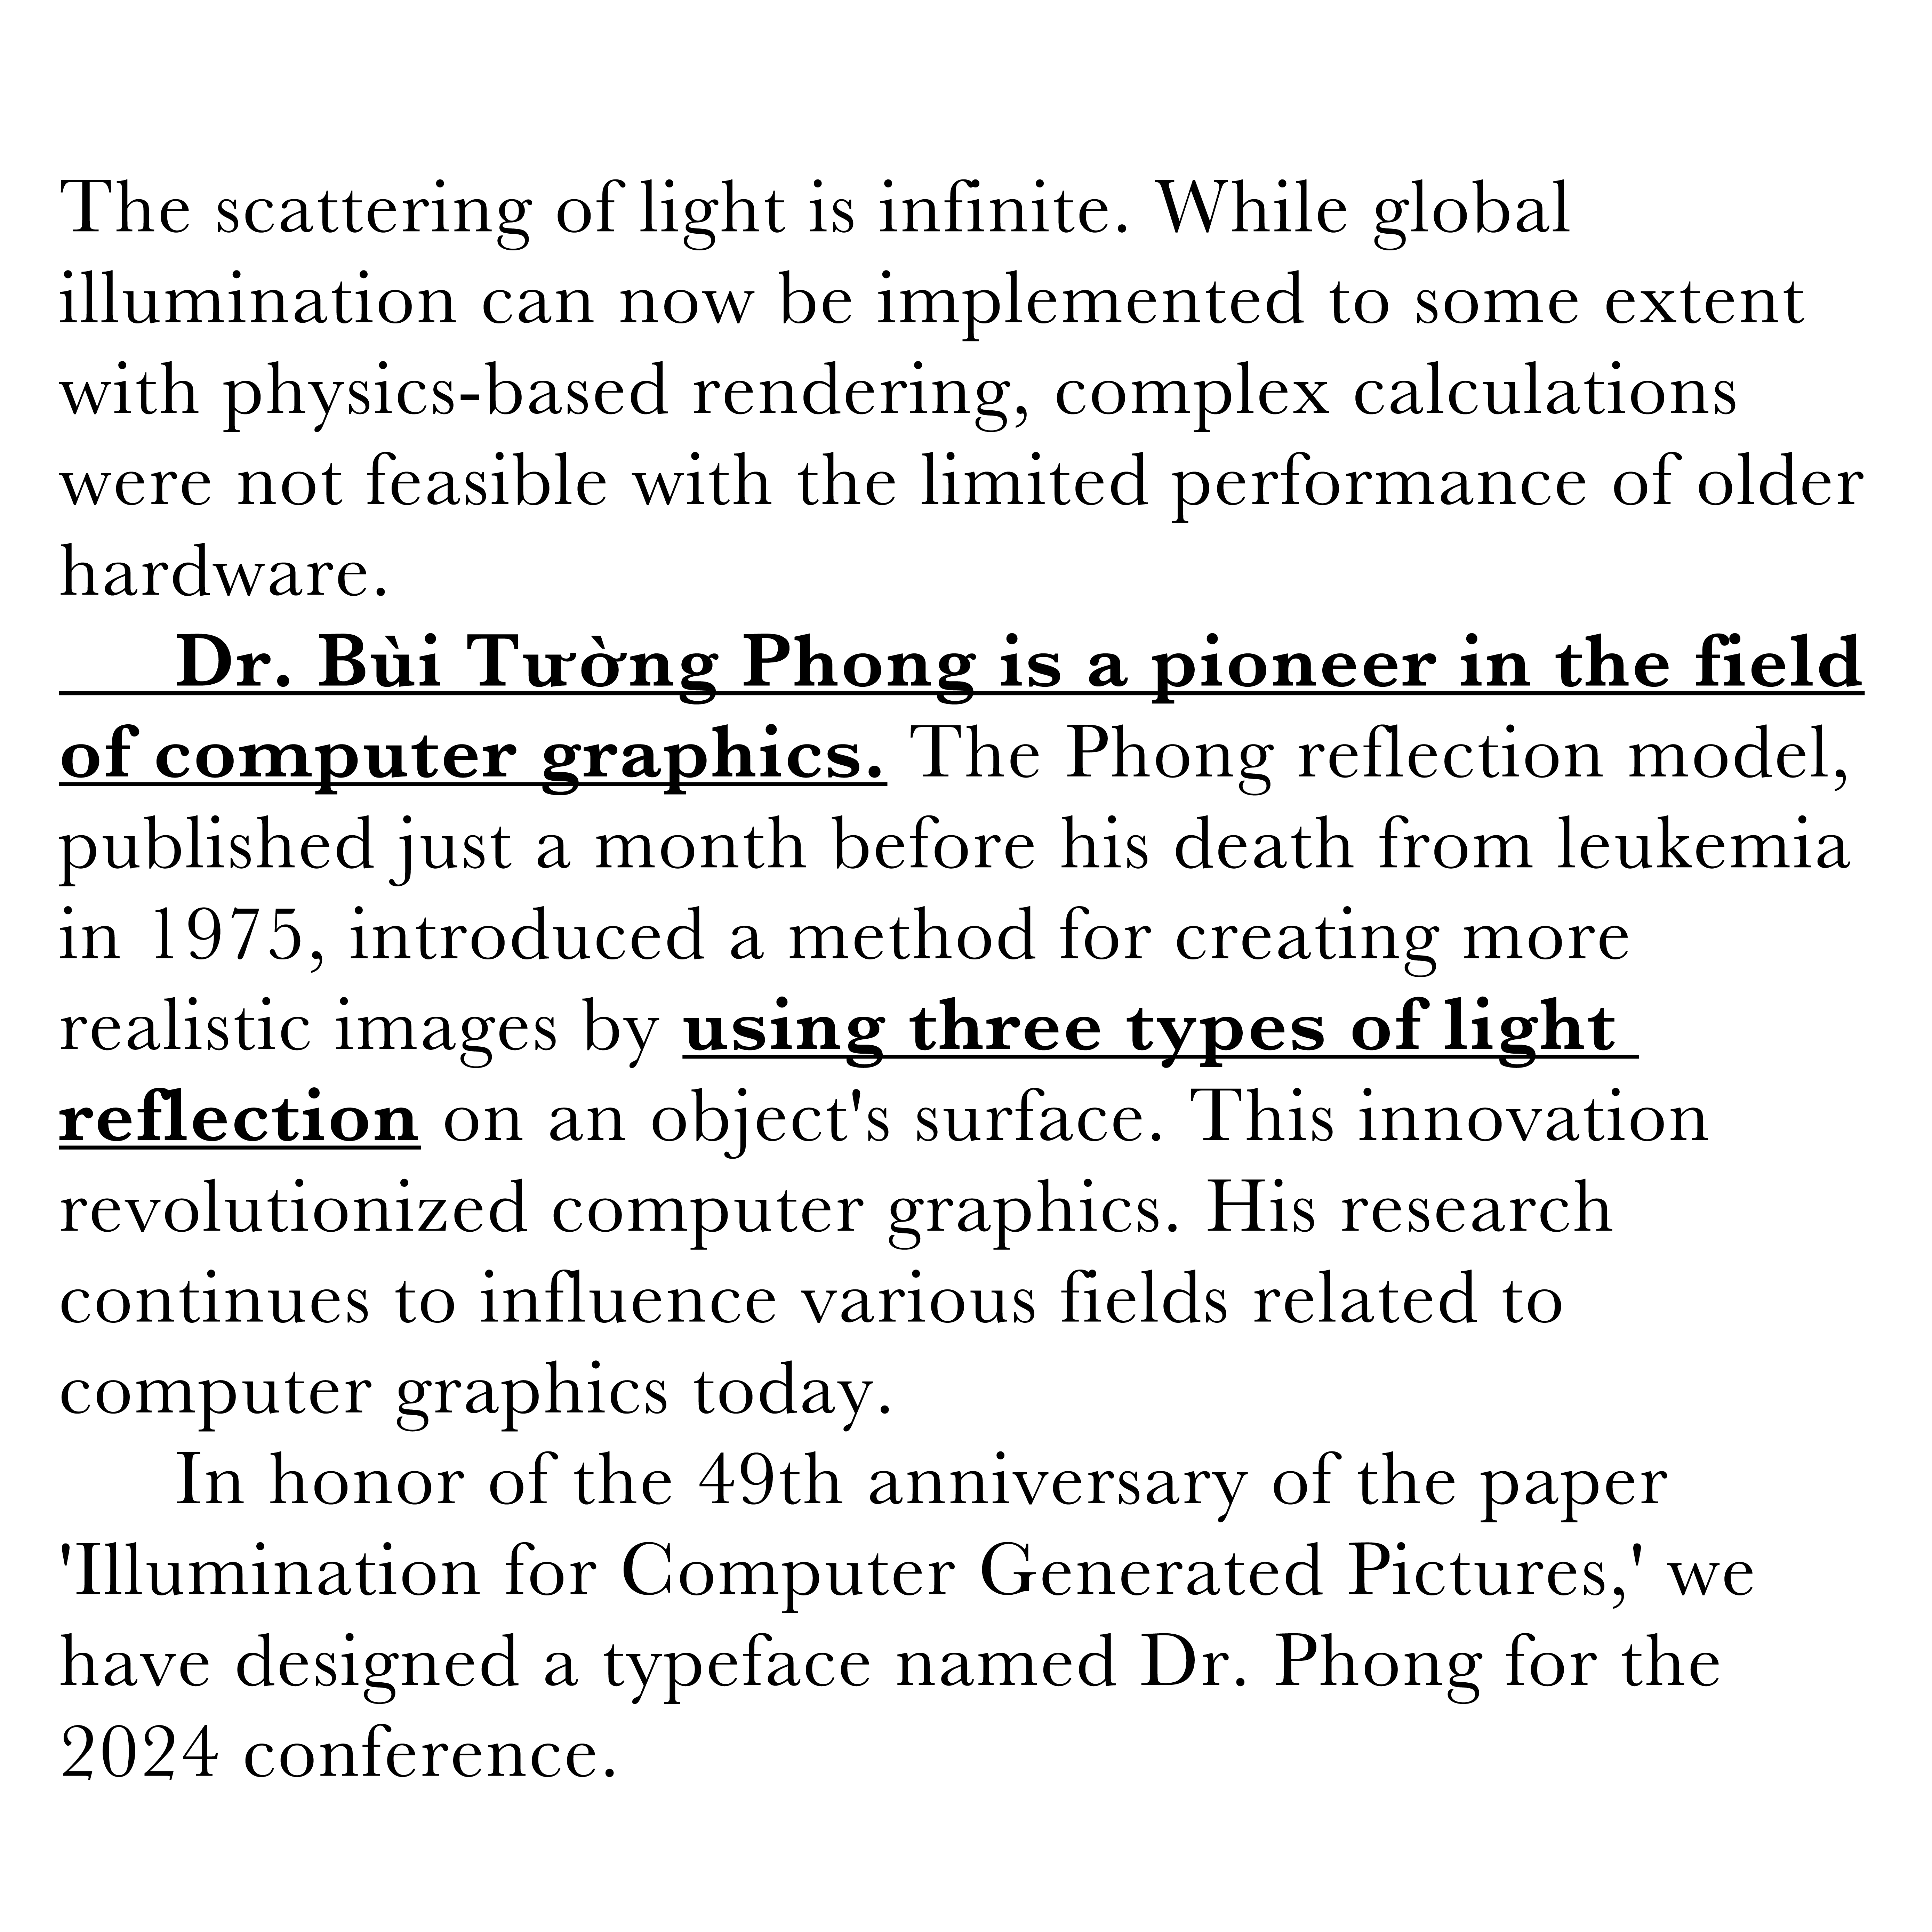 The scattering of light is infinite. While global
illumination can now be implemented to some extent
with physics-based rendering, complex calculations
were not feasible with the limited performance of older
hardware.
Dr. Bùi Tường Phong is a pioneer in the field
of computer graphics. The Phong reflection model,
published just a month before his death from leukemia
in 1975, introduced a method for creating more
realistic images by using three types of light
reflection on an object's surface. This innovation
revolutionized computer graphics. His research
continues to influence various fields related to
computer graphics today.
In honor of the 49th anniversary of the paper
'Illumination for Computer Generated Pictures,' we
have designed a typeface named Dr. Phong for the
2024 conference.